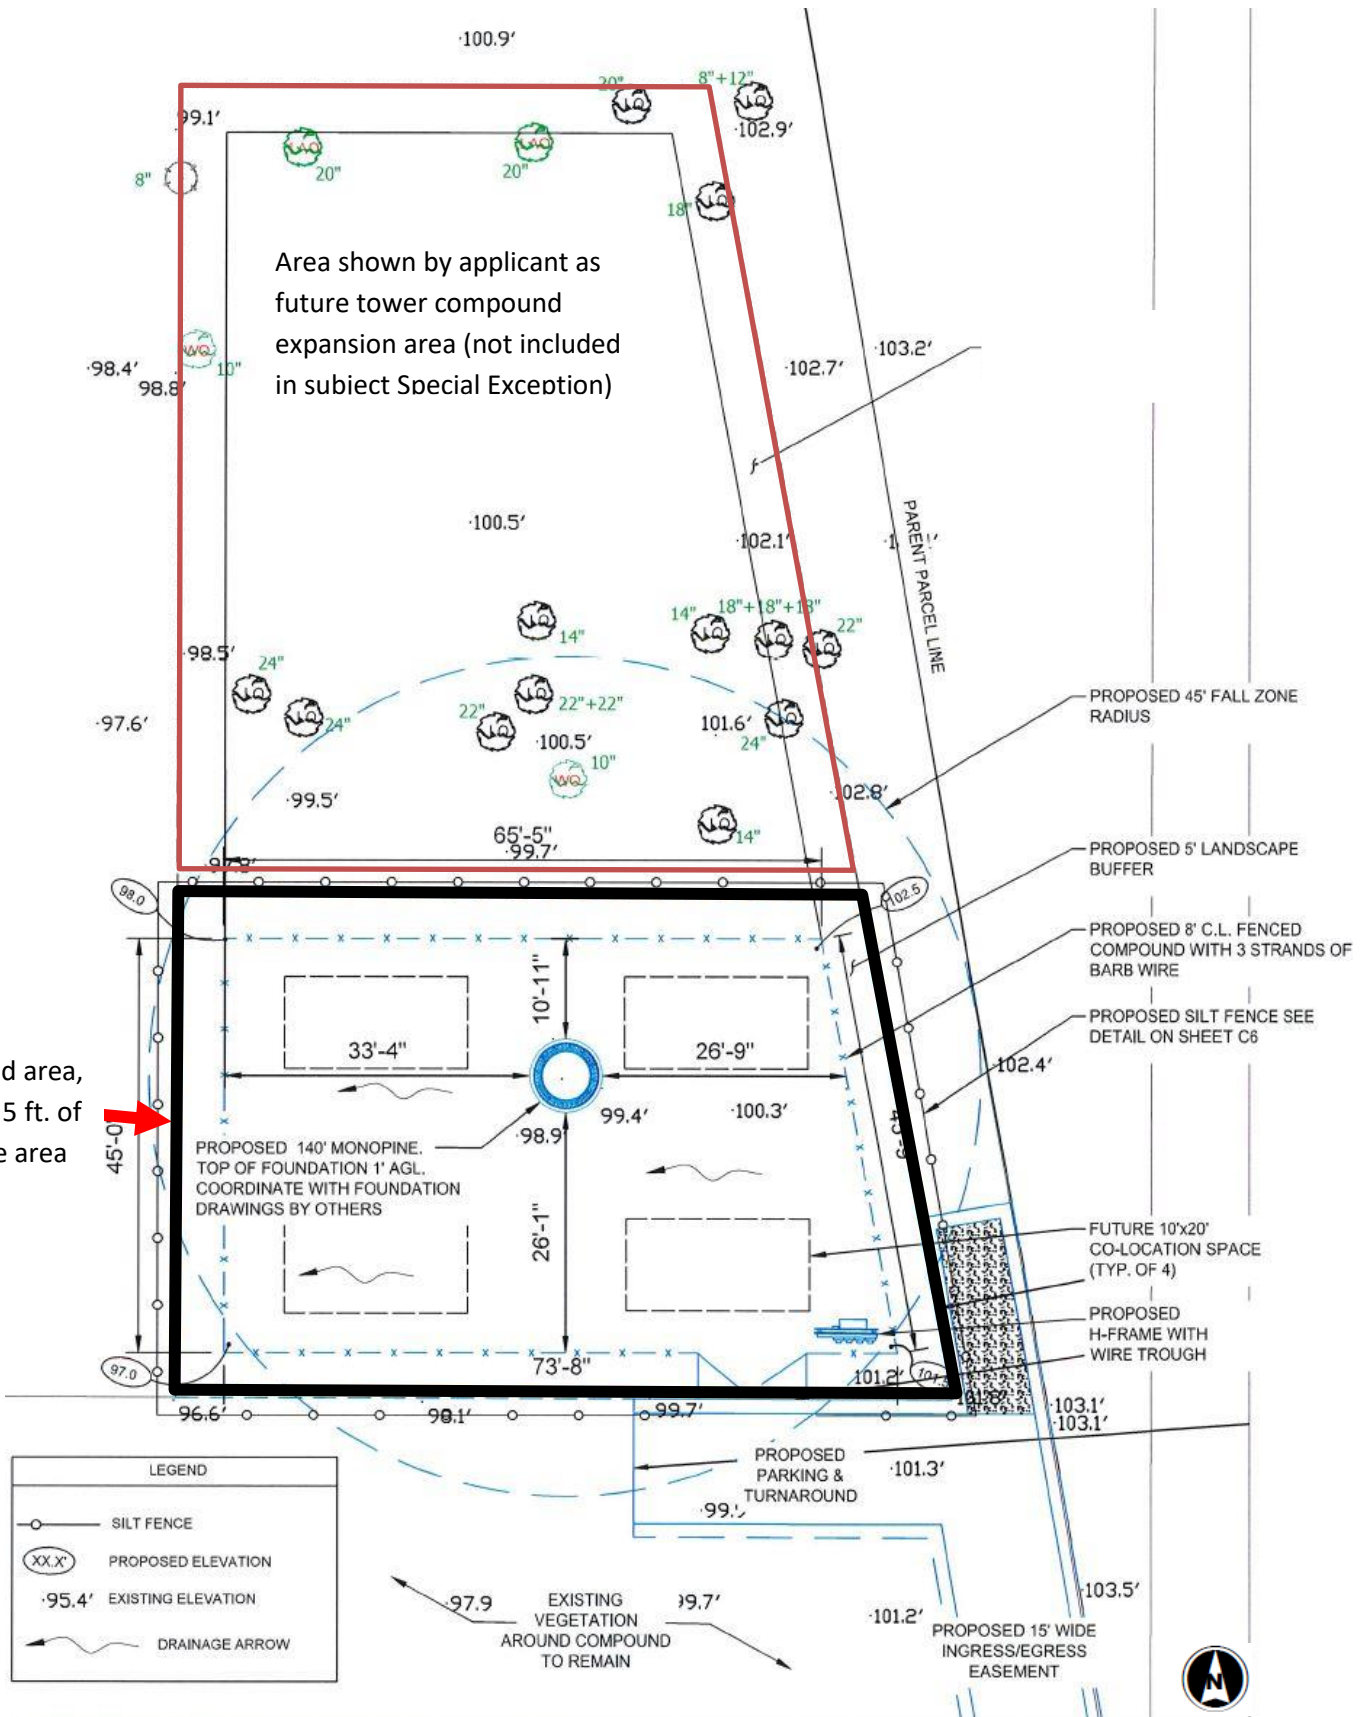 ·100.9'
20"
8"+12"
99.1'
·102.9'
LAO
20"
LAO
20"
8"
18"
Area shown by applicant as
future tower compound
expansion area (not included
in subject Special Exception)
WQ
10"
·98.4'
98.8'
·103.2'
·102.7'
·100.5'
·102.1'
PARENT PARCEL LINE
14"
14"
18"+18"+18"
22"
·98.5'
24"
24"
22"
22"+22"
·97.6'
·100.5'
101.6'
24"
WQ
10"
·99.5'
102.8'
14"
65'-5"
·99.7'
PROPOSED 45' FALL ZONE
RADIUS
PROPOSED 5' LANDSCAPE
BUFFER
98.0
102.5
PROPOSED 8' C.L. FENCED
COMPOUND WITH 3 STRANDS OF
BARB WIRE
10'-11"
PROPOSED SILT FENCE SEE
DETAIL ON SHEET C6
33'-4"
26'-9"
102.4'
d area,
5 ft. of
e area
45'-0
99.4'
·100.3'
·98.9'
PROPOSED 140' MONOPINE.
TOP OF FOUNDATION 1' AGL.
COORDINATE WITH FOUNDATION
DRAWINGS BY OTHERS
26'-1"
FUTURE 10'x20'
CO-LOCATION SPACE
(TYP. OF 4)
PROPOSED
H-FRAME WITH
WIRE TROUGH
97.0
73'-8"
101.2'
96.6'
98.1'
·99.7'
·103.1'
·103.1'
PROPOSED
PARKING &
TURNAROUND
·101.3'
LEGEND
SILT FENCE
XX.X'
PROPOSED ELEVATION
·95.4'
EXISTING ELEVATION
DRAINAGE ARROW
·97.9
EXISTING
VEGETATION
AROUND COMPOUND
TO REMAIN
99.7'
·101.2'
·103.5'
PROPOSED 15' WIDE
INGRESS/EGRESS
EASEMENT
N